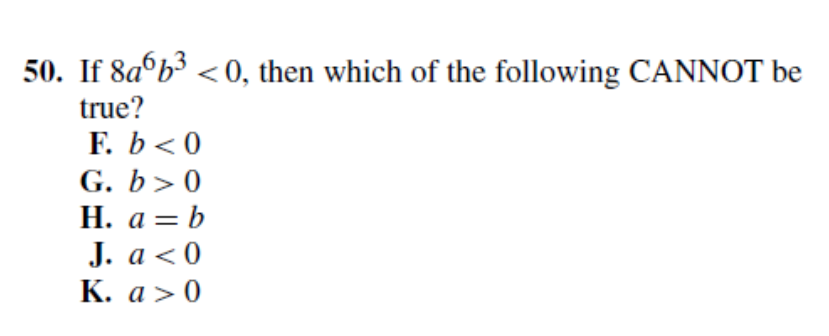 50. If 8a⁶b³ < 0, then which of the following CANNOT be
true?
F. b < 0
G. b > 0
H. a = b
J. a < 0
K. a > 0